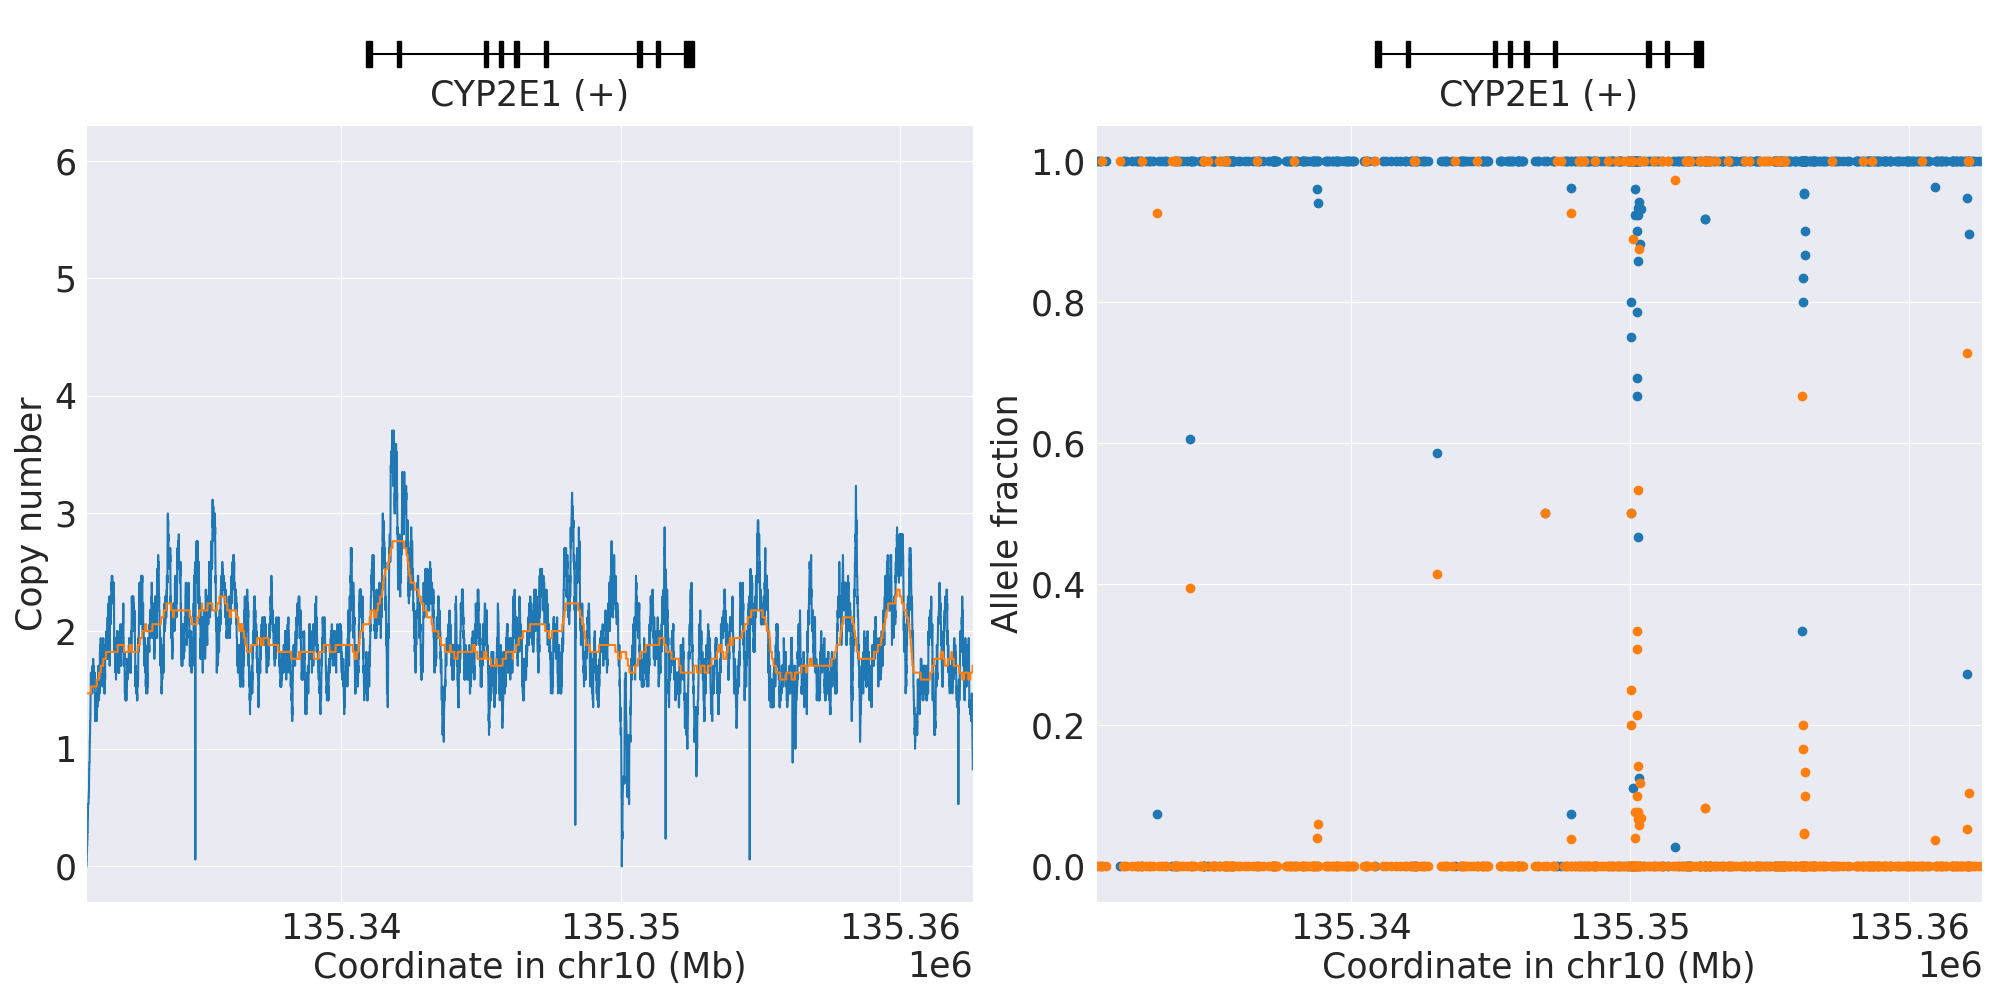 CYP2E1 (+)
6
5
4
3
2
1
0
Copy number
135.34
135.35
135.36
Coordinate in chr10 (Mb)
1e6
CYP2E1 (+)
1.0
0.8
0.6
0.4
0.2
0.0
Allele fraction
135.34
135.35
135.36
Coordinate in chr10 (Mb)
1e6